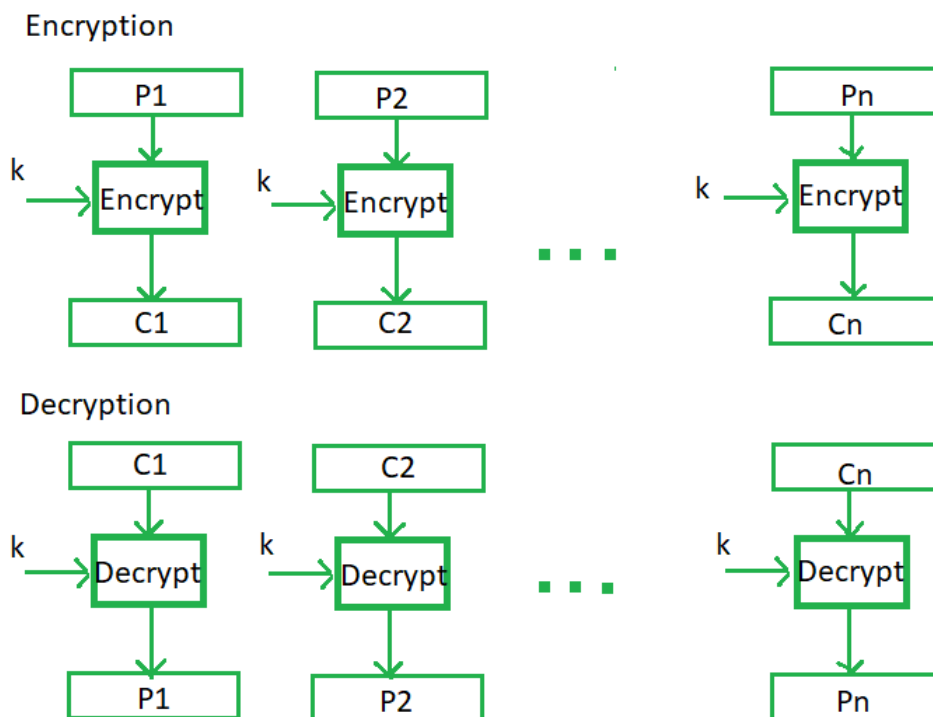 Encryption
P1 P2 Pn
k Encrypt k Encrypt k Encrypt
C1 C2 Cn
Decryption
C1 C2 Cn
k Decrypt k Decrypt k Decrypt
P1 P2 Pn